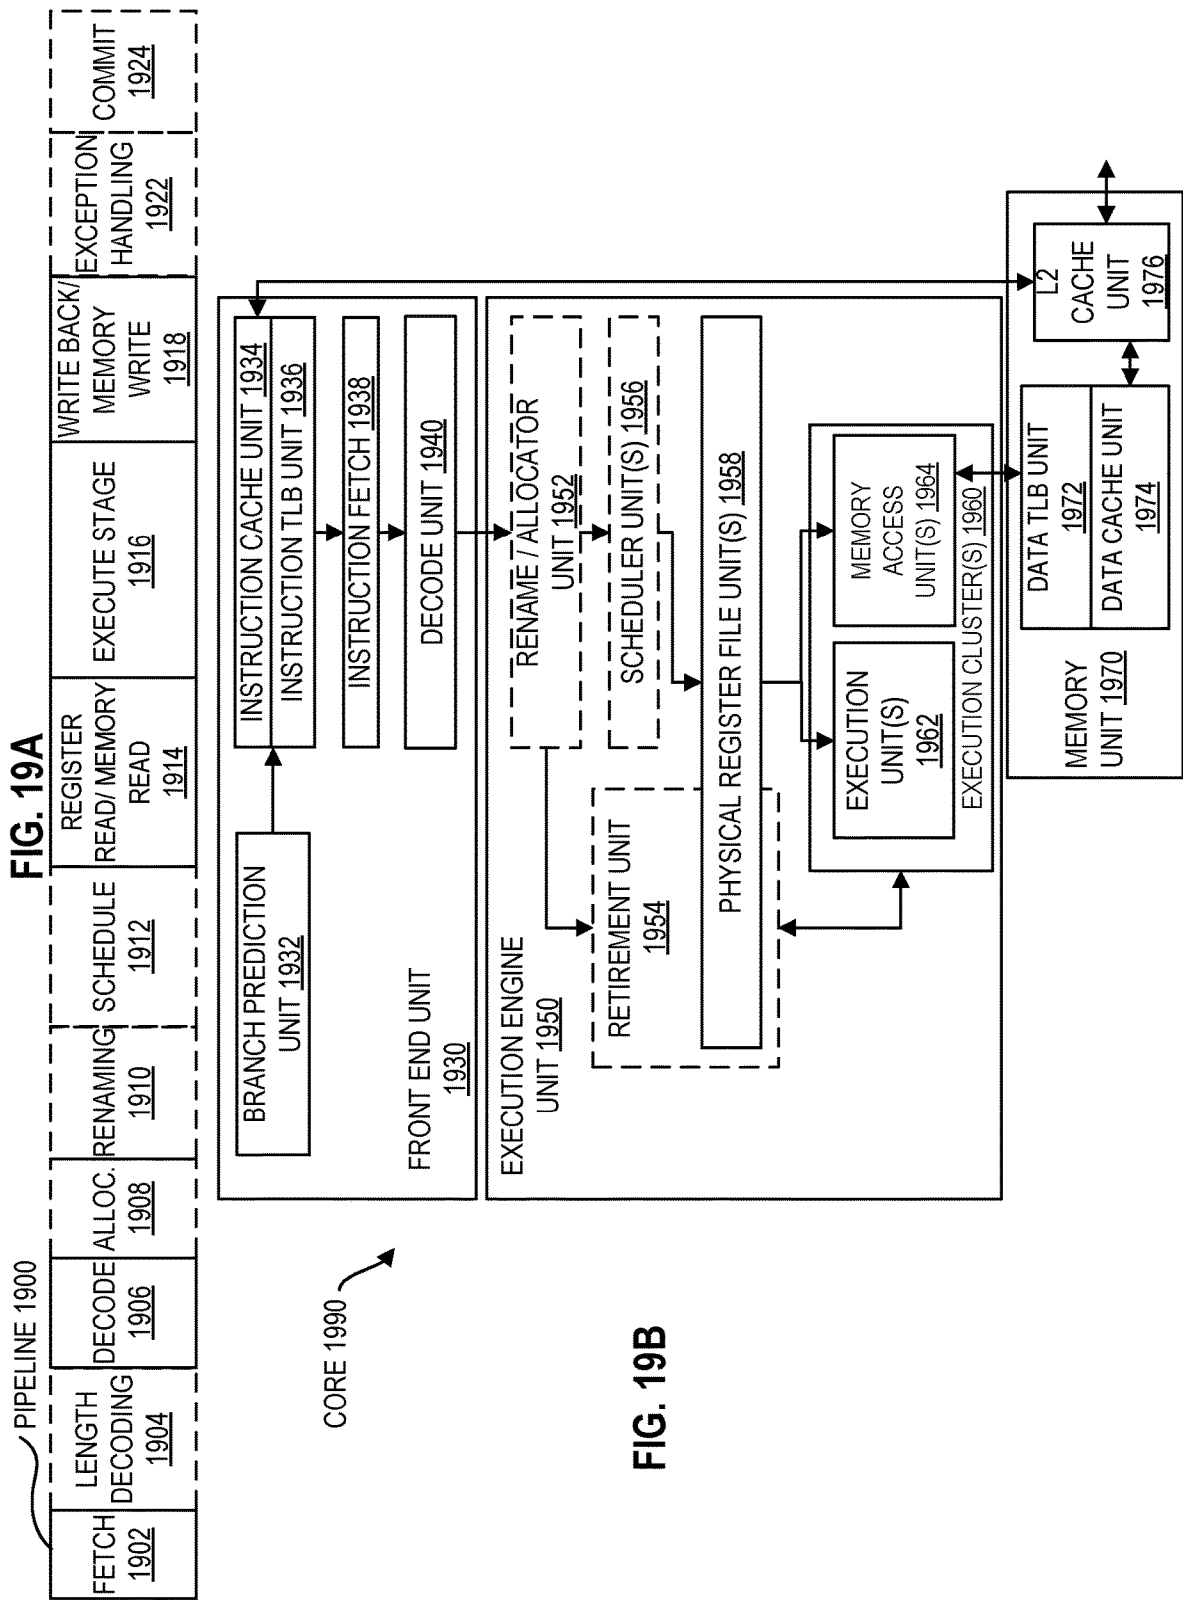 FIG. 19A
PIPELINE 1900
FETCH
1902
LENGTH
DECODING
1904
DECODE
1906
ALLOC.
1908
RENAMING
1910
SCHEDULE
1912
REGISTER
READ/ MEMORY
READ
1914
EXECUTE STAGE
1916
WRITE BACK/
MEMORY
WRITE
1918
EXCEPTION
HANDLING
1922
COMMIT
1924
CORE 1990
BRANCH PREDICTION
UNIT 1932
INSTRUCTION CACHE UNIT 1934
INSTRUCTION TLB UNIT 1936
INSTRUCTION FETCH 1938
DECODE UNIT 1940
FRONT END UNIT
1930
EXECUTION ENGINE
UNIT 1950
RENAME / ALLOCATOR
UNIT 1952
RETIREMENT UNIT
1954
SCHEDULER UNIT(S) 1956
PHYSICAL REGISTER FILE UNIT(S) 1958
EXECUTION
UNIT(S)
1962
MEMORY
ACCESS
UNIT(S) 1964
EXECUTION CLUSTER(S) 1960
MEMORY
UNIT 1970
DATA TLB UNIT
1972
DATA CACHE UNIT
1974
L2
CACHE
UNIT
1976
FIG. 19B